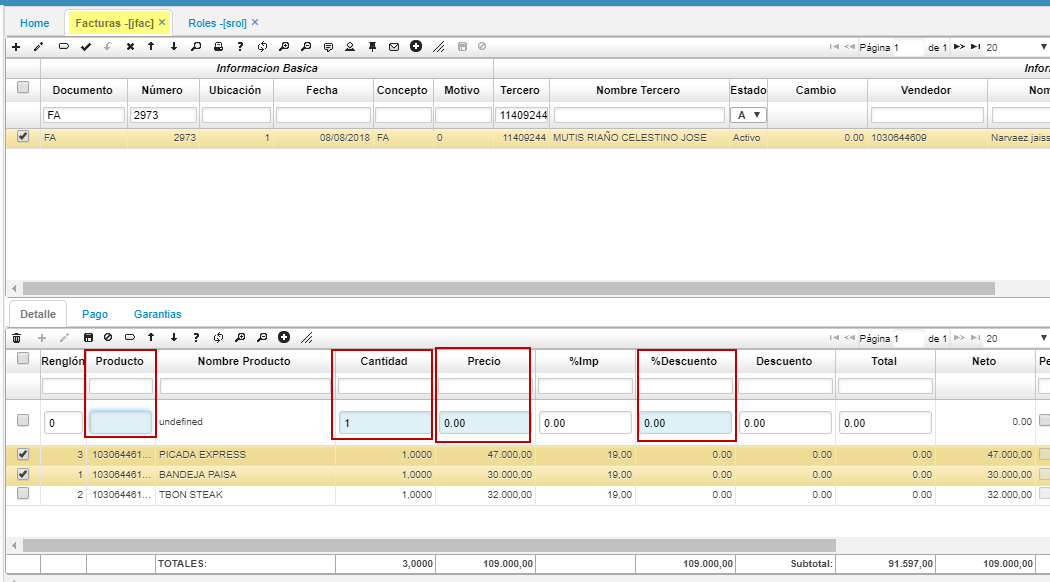 Home Facturas -[jfac] × Roles -[srol] ×
Página 1 de 1 20
Informacion Basica Infor
Documento Número Ubicación Fecha Concepto Motivo Tercero Nombre Tercero Estado Cambio Vendedor Nom
FA 2973 11409244 A
FA 2973 1 08/08/2018 FA 0 11409244 MUTIS RIAÑO CELESTINO JOSE Activo 0.00 1030644609 Narvaez jaiss
Detalle Pago Garantias
Página 1 de 1 20
Renglón Producto Nombre Producto Cantidad Precio %Imp %Descuento Descuento Total Neto Pe
0 undefined 1 0.00 0.00 0.00 0.00 0.00 0.00
3 103064461... PICADA EXPRESS 1,0000 47.000,00 19,00 0.00 0.00 0.00 47.000,00
1 103064461... BANDEJA PAISA 1,0000 30.000,00 19,00 0.00 0.00 0.00 30.000,00
2 103064461... TBON STEAK 1,0000 32.000,00 19,00 0.00 0.00 0.00 32.000,00
TOTALES: 3,0000 109.000,00 109.000,00 Subtotal: 91.597,00 109.000,00